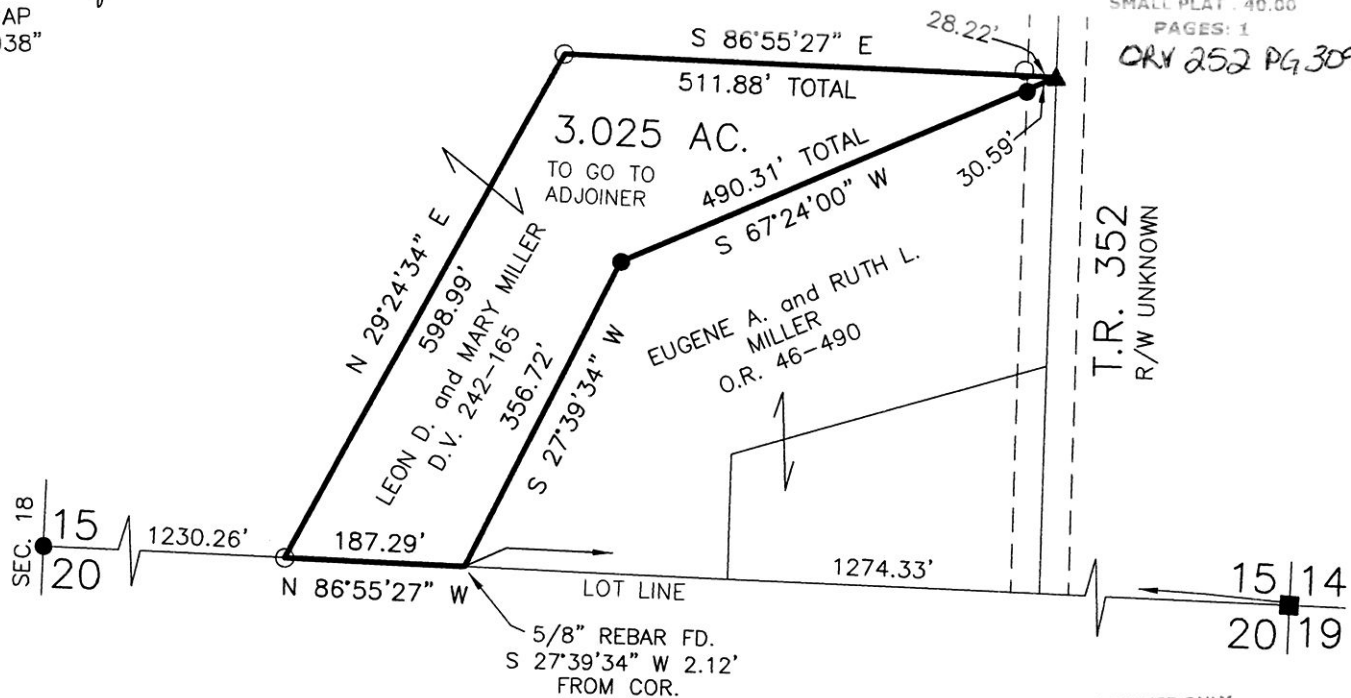 AP
038"
SMALL PLAT : 40.00
PAGES: 1
ORV 252 PG 309
28.22'
S 86°55'27" E
511.88' TOTAL
3.025 AC.
TO GO TO
ADJOINER
490.31' TOTAL
S 67°24'00" W
30.59'
T.R. 352
R/W UNKNOWN
N 29°24'34" E
598.99'
LEON D. and MARY MILLER
D.V. 242-165
356.72'
S 27°39'34" W
EUGENE A. and RUTH L.
MILLER
O.R. 46-490
SEC. 18
15
20
1230.26'
187.29'
N 86°55'27" W
LOT LINE
1274.33'
15 14
20 19
5/8" REBAR FD.
S 27°39'34" W 2.12'
FROM COR.